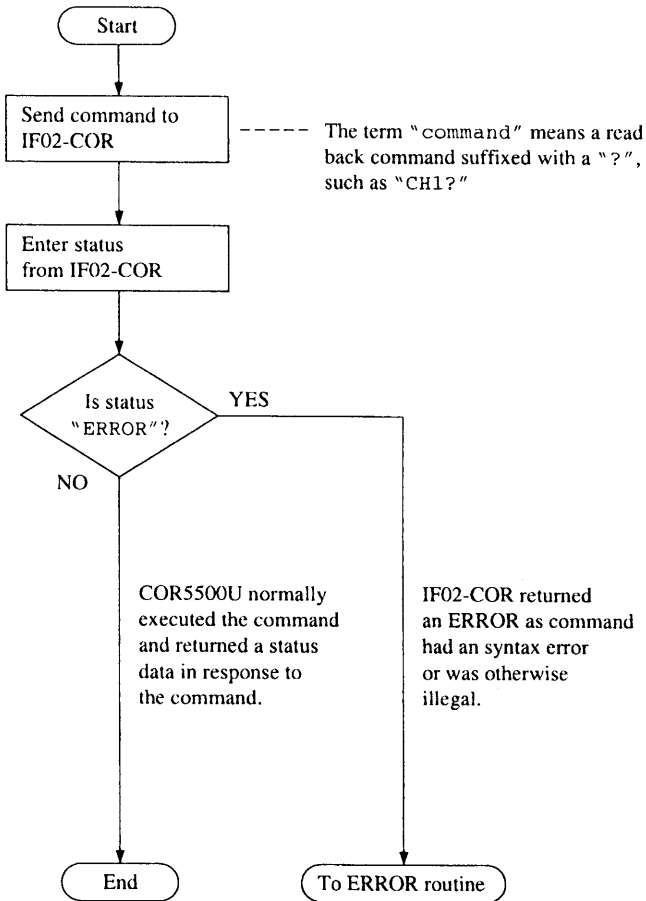 Start
Send command to
IF02-COR
The term "command" means a read
back command suffixed with a "?",
such as "CH1?"
Enter status
from IF02-COR
Is status
"ERROR"?
YES
NO
COR5500U normally
executed the command
and returned a status
data in response to
the command.
IF02-COR returned
an ERROR as command
had an syntax error
or was otherwise
illegal.
End
To ERROR routine